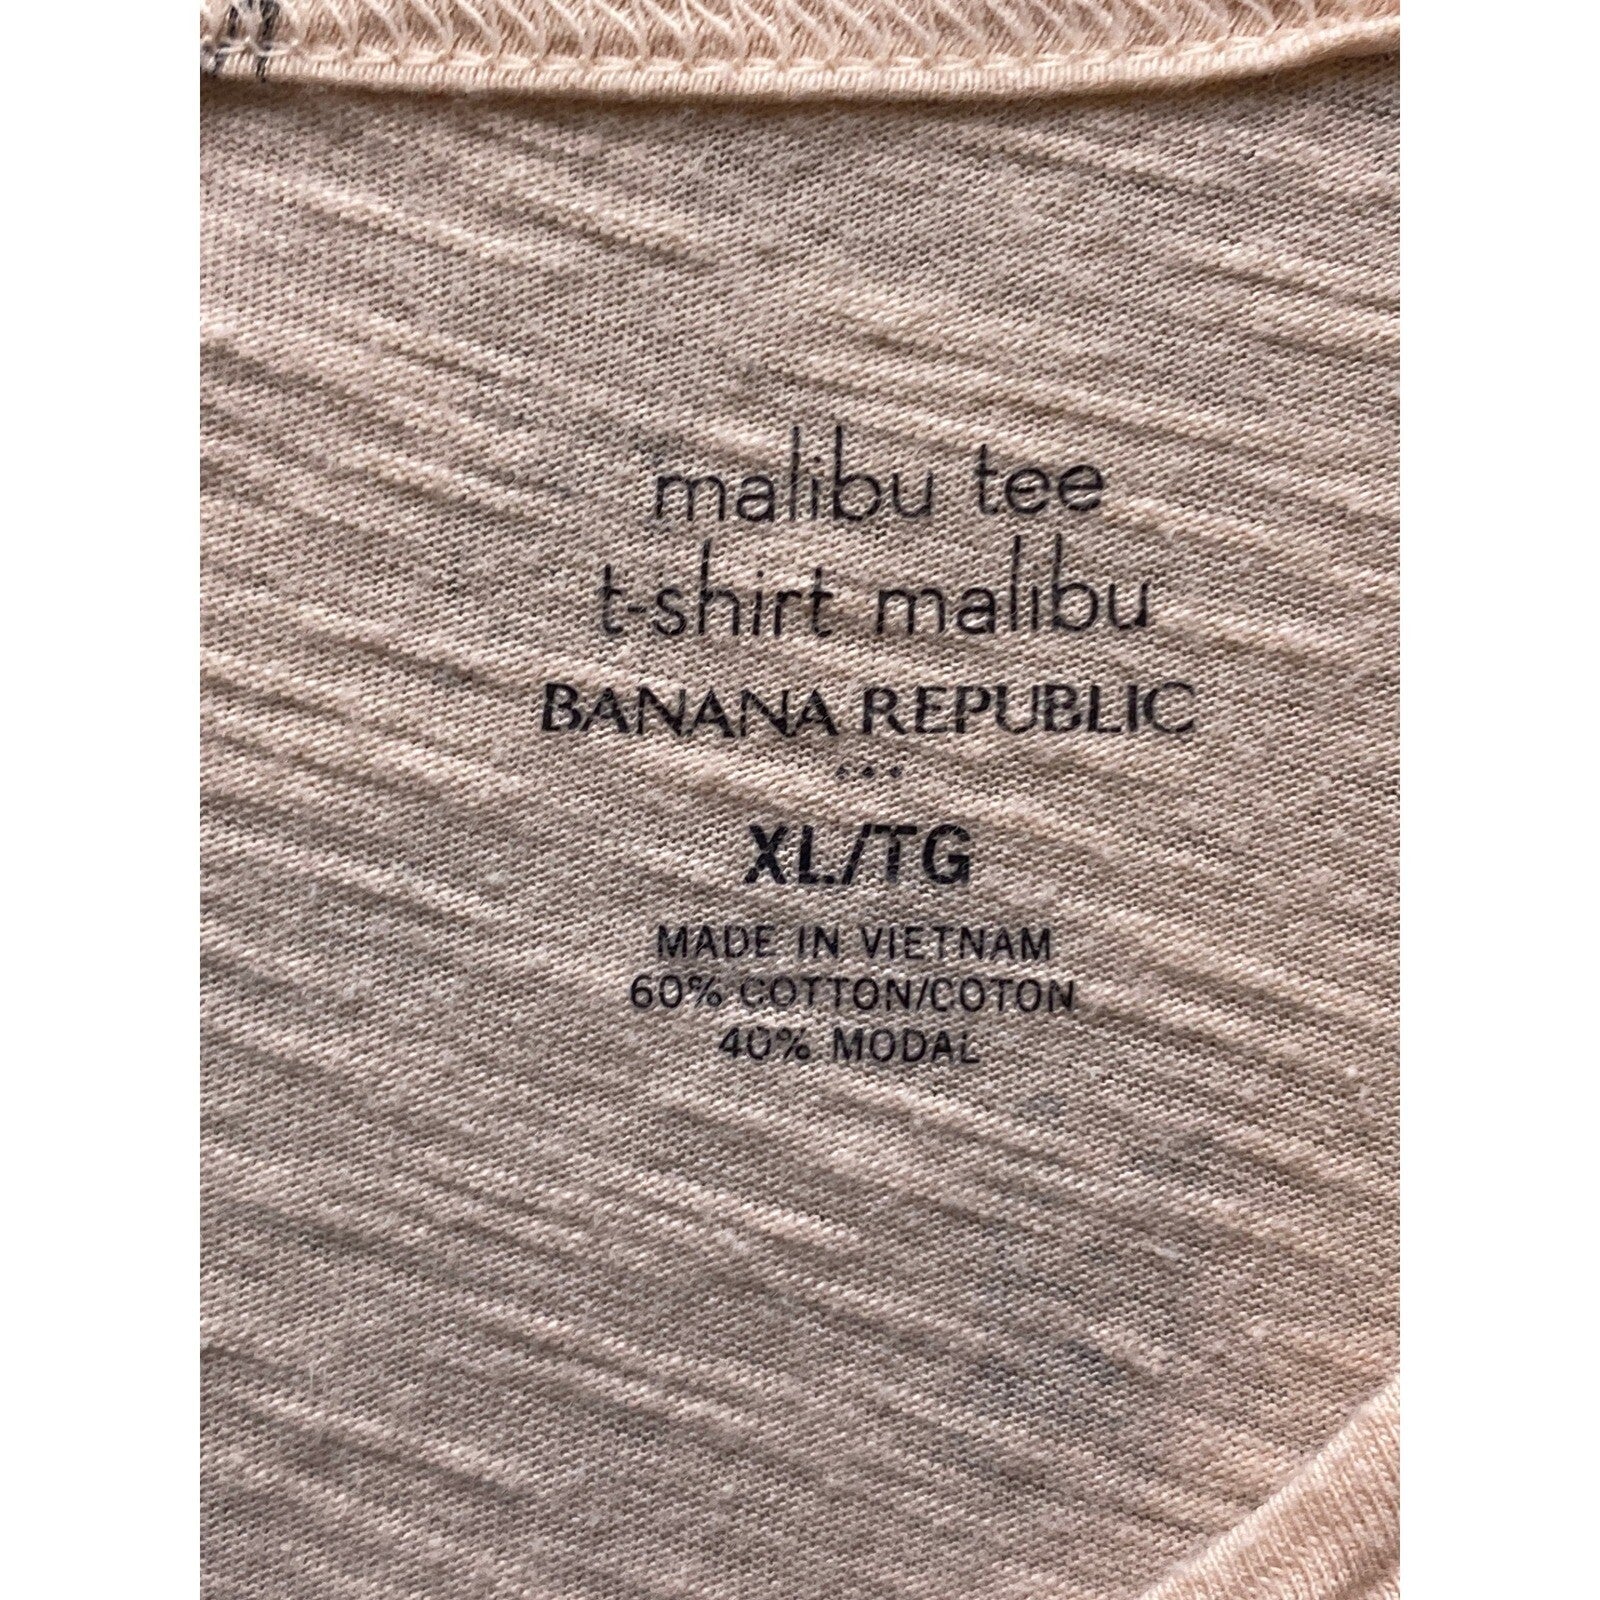 malibu tee
t-shirt malibu
BANANA REPUBLIC
XL/TG
MADE IN VIETNAM
60% COTTON/COTON
40% MODAL